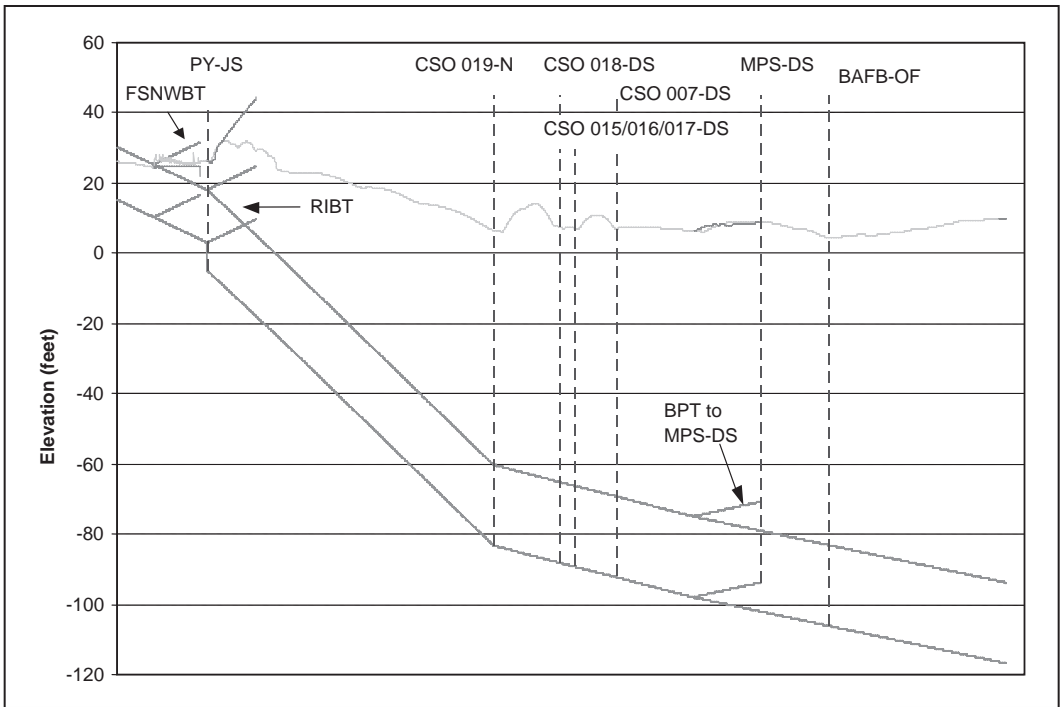 60
40
20
0
-20
-40
-60
-80
-100
-120
Elevation (feet)
PY-JS
CSO 019-N
CSO 018-DS
MPS-DS
FSNWBT
CSO 007-DS
BAFB-OF
CSO 015/016/017-DS
RIBT
BPT to
MPS-DS